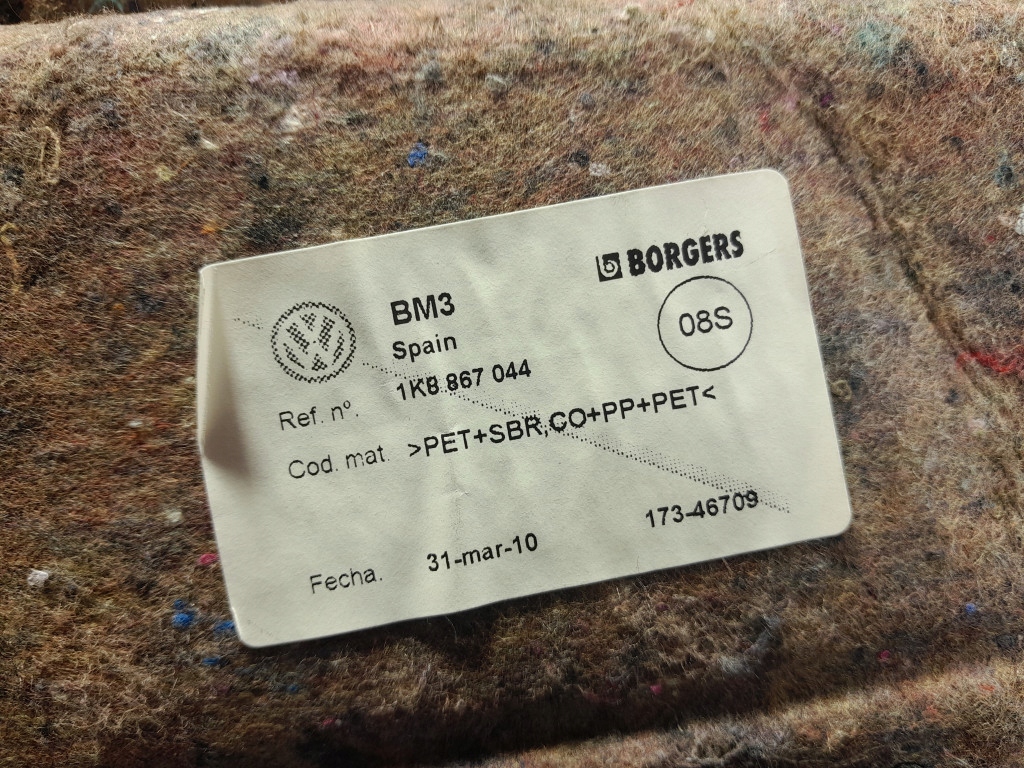 BORGERS
BM3
08S
Spain
Ref. nº. 1K8 867 044
Cod. mat. >PET+SBR,CO+PP+PET<
173-46709
Fecha. 31-mar-10